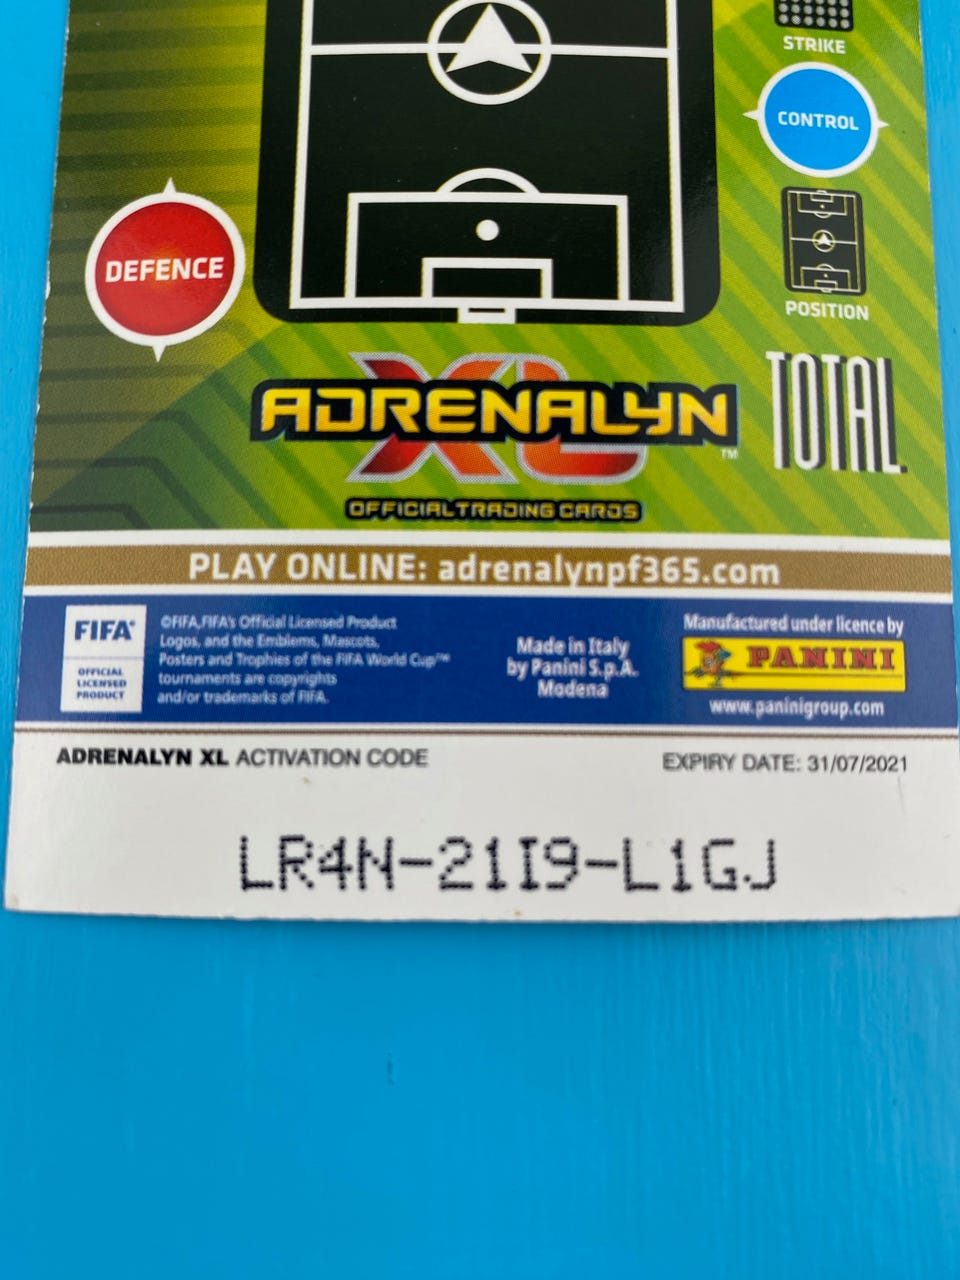 STRIKE
CONTROL
DEFENCE
POSITION
ADRENALYN
XL
™
TOTAL
OFFICIAL TRADING CARDS
PLAY ONLINE: adrenalynpf365.com
FIFA®
OFFICIAL
LICENSED
PRODUCT
©FIFA,FIFA's Official Licensed Product
Logos, and the Emblems, Mascots,
Posters and Trophies of the FIFA World Cup™
tournaments are copyrights
and/or trademarks of FIFA.
Made in Italy
by Panini S.p.A.
Modena
Manufactured under licence by
PANINI
www.paninigroup.com
ADRENALYN XL ACTIVATION CODE
EXPIRY DATE: 31/07/2021
LR4N-21I9-L1GJ